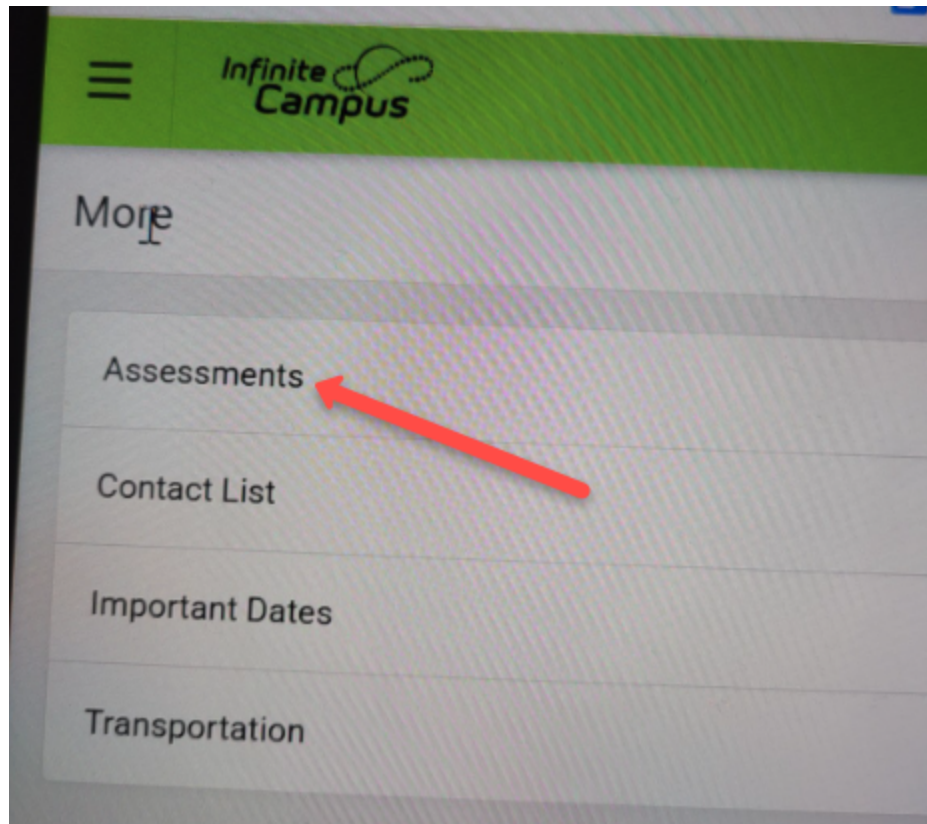 Infinite
Campus
More
Assessments
Contact List
Important Dates
Transportation